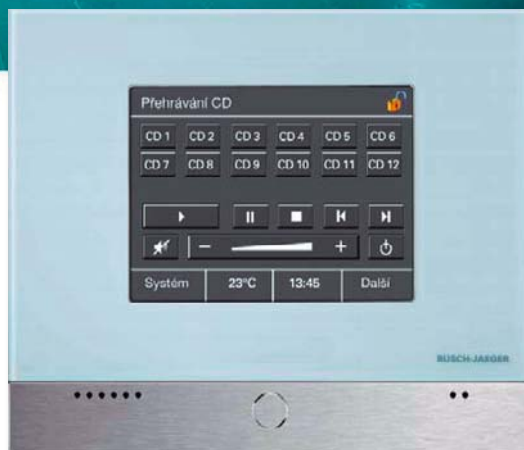 Přehrávání CD
CD 1 CD 2 CD 3 CD 4 CD 5 CD 6
CD 7 CD 8 CD 9 CD 10 CD 11 CD 12
− +
Systém 23°C 13:45 Další
BUSCH-JAEGER